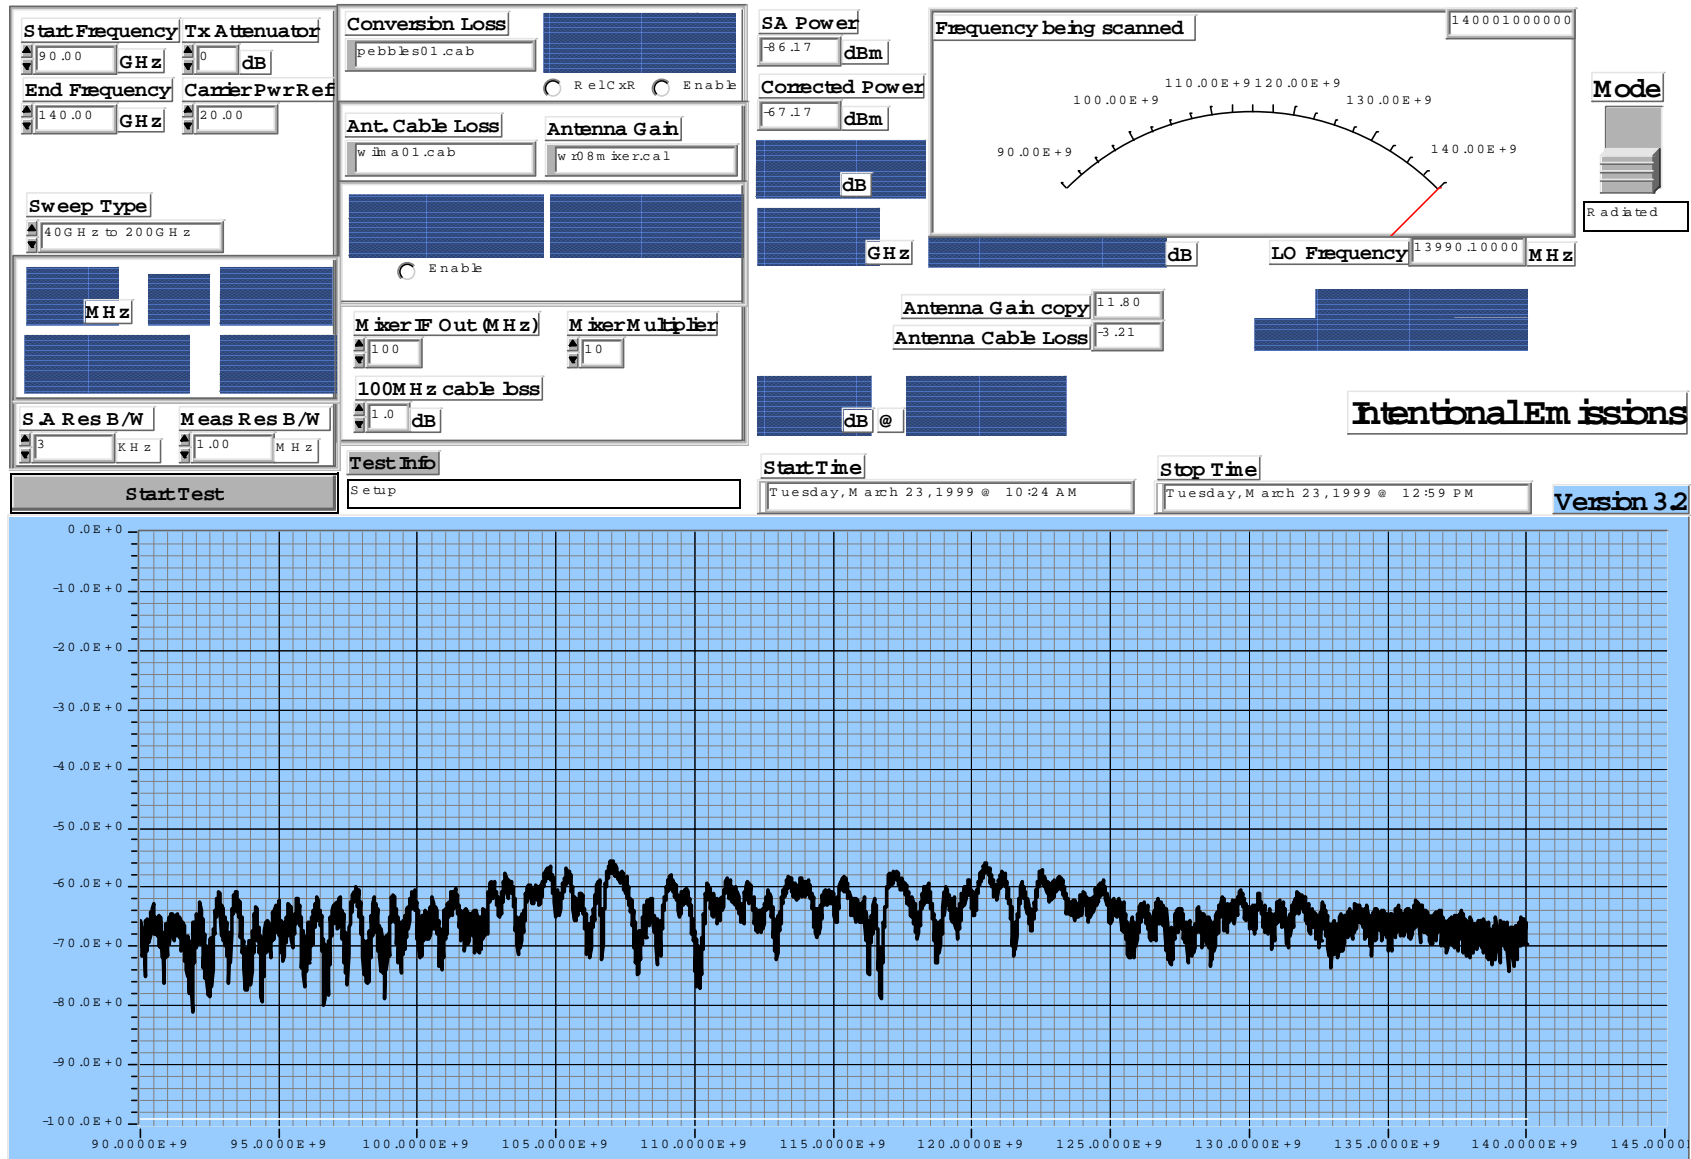 Start Frequency Tx Attenuator
90.00 GHz 0 dB
End Frequency Carrier Pwr Ref
140.00 GHz 20.00
Sweep Type
40GHz to 200GHz
MHz
S.A Res B/W Meas Res B/W
3 KHz 1.00 MHz
Start Test
Conversion Loss
pebbles01.cab
RelCxR Enable
Ant. Cable Loss Antenna Gain
wilma01.cab wr08mixer.cal
Enable
Mixer IF Out (MHz) Mixer Multiplier
100 10
100MHz cable loss
1.0 dB
Test Info
Setup
SA Power
-86.17 dBm
Corrected Power
-67.17 dBm
dB
GHz
dB
Frequency being scanned 140001000000
90.00E+9 100.00E+9 110.00E+9 120.00E+9 130.00E+9 140.00E+9
Mode
Radiated
LO Frequency 13990.10000 MHz
Antenna Gain copy 11.80
Antenna Cable Loss -3.21
dB @
Intentional Emissions
Start Time
Tuesday, March 23, 1999 @ 10:24 AM
Stop Time
Tuesday, March 23, 1999 @ 12:59 PM
Version 3.2
0.0E+0
-10.0E+0
-20.0E+0
-30.0E+0
-40.0E+0
-50.0E+0
-60.0E+0
-70.0E+0
-80.0E+0
-90.0E+0
-100.0E+0
90.0000E+9 95.0000E+9 100.0000E+9 105.0000E+9 110.0000E+9 115.0000E+9 120.0000E+9 125.0000E+9 130.0000E+9 135.0000E+9 140.0000E+9 145.0000